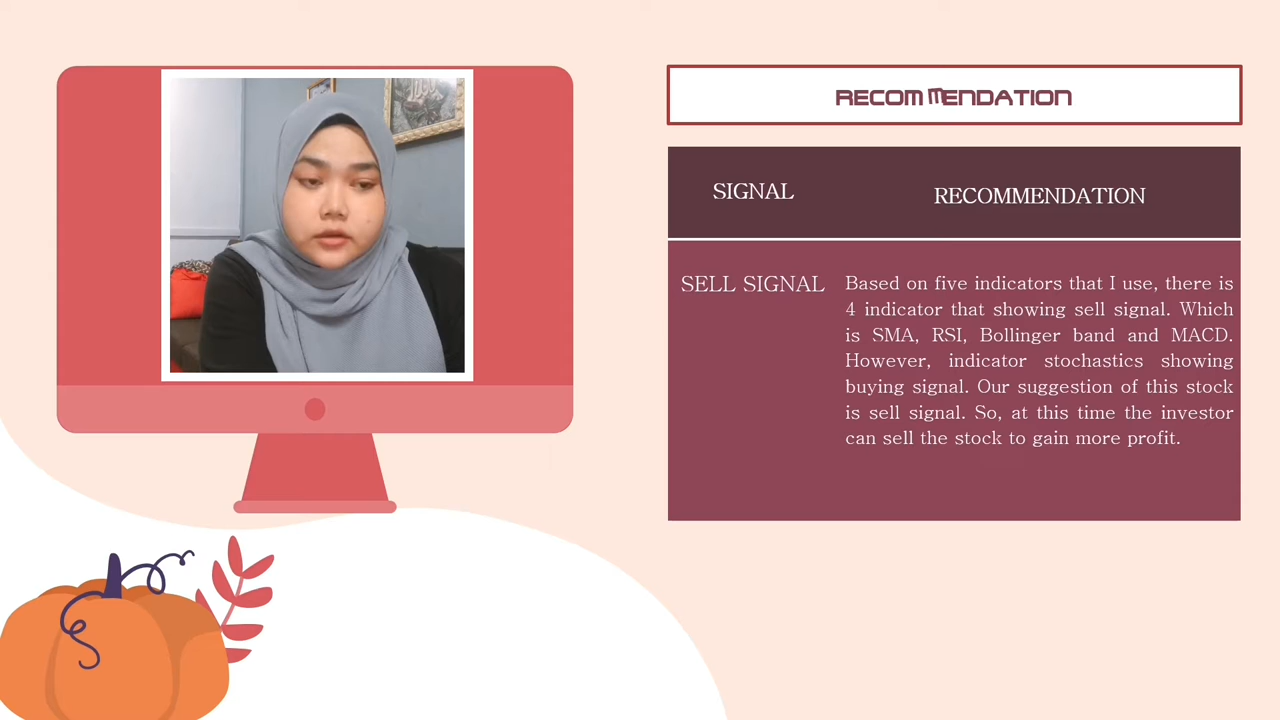 RECOMMENDATION
SIGNAL
RECOMMENDATION
SELL SIGNAL
Based on five indicators that I use, there is
4 indicator that showing sell signal. Which
is SMA, RSI, Bollinger band and MACD.
However, indicator stochastics showing
buying signal. Our suggestion of this stock
is sell signal. So, at this time the investor
can sell the stock to gain more profit.